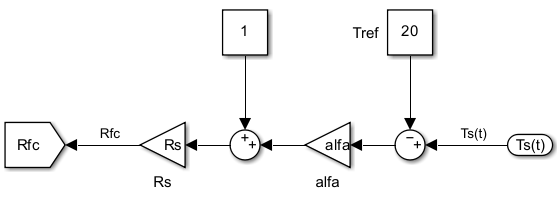 1
Tref
20
+
+
−
+
Rfc
Rfc
Rs
alfa
Ts(t)
Ts(t)
Rs
alfa